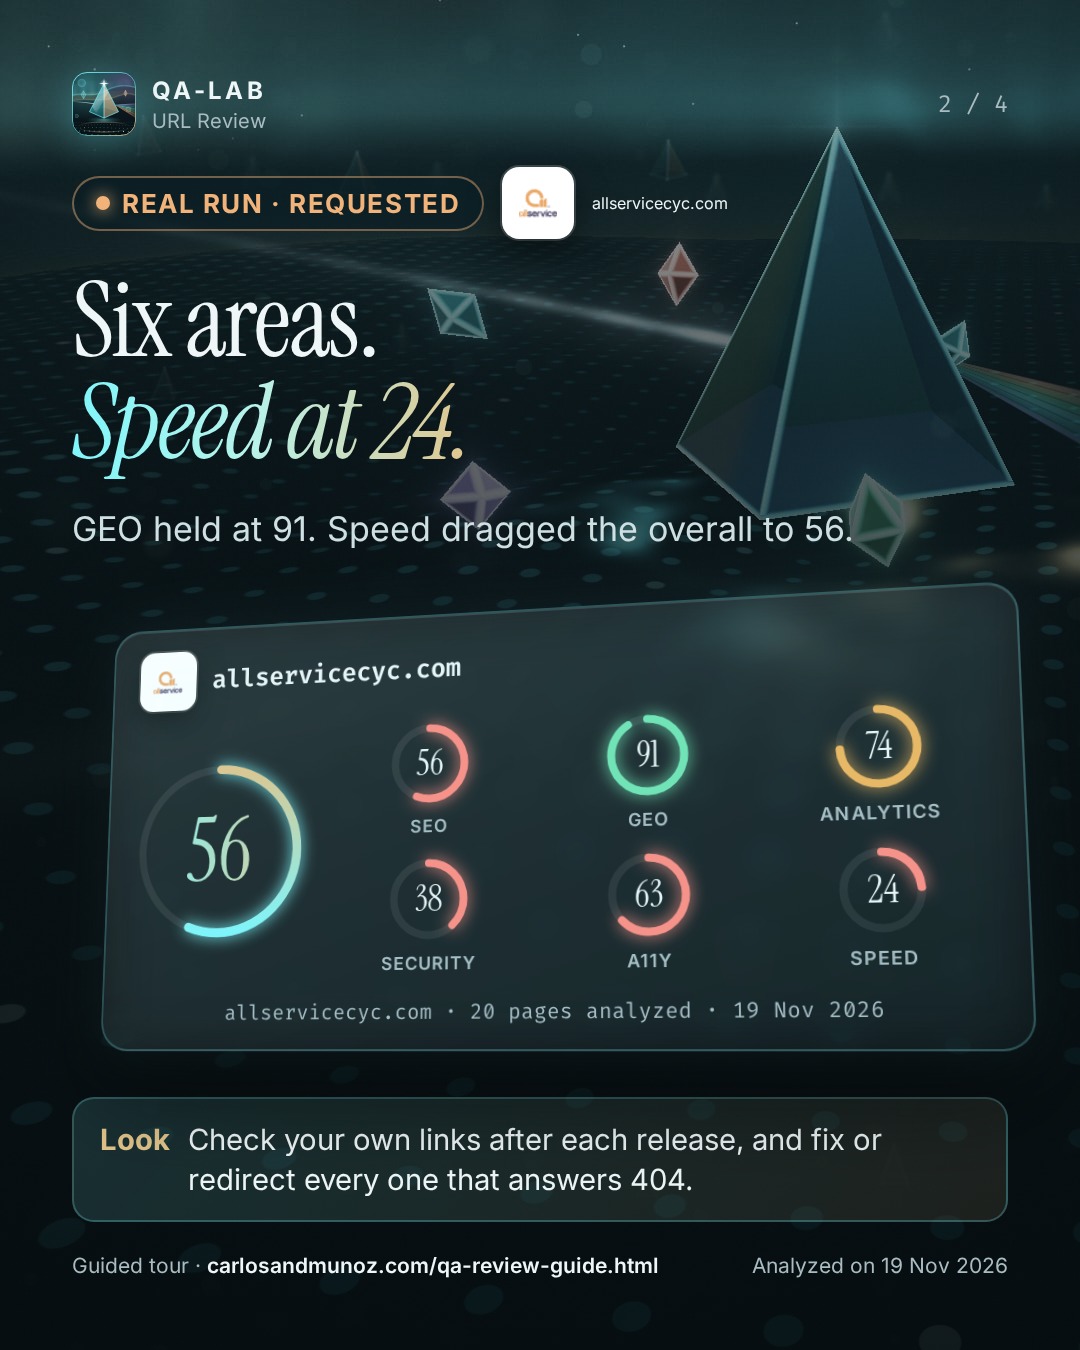 QA-LAB
URL Review
2 / 4
REAL RUN · REQUESTED
allservice
allservicecyc.com
Six areas.
Speed at 24.
GEO held at 91. Speed dragged the overall to 56.
allservice
allservicecyc.com
56
56
SEO
91
GEO
74
ANALYTICS
38
SECURITY
63
A11Y
24
SPEED
allservicecyc.com · 20 pages analyzed · 19 Nov 2026
Look Check your own links after each release, and fix or
redirect every one that answers 404.
Guided tour · carlosandmunoz.com/qa-review-guide.html
Analyzed on 19 Nov 2026